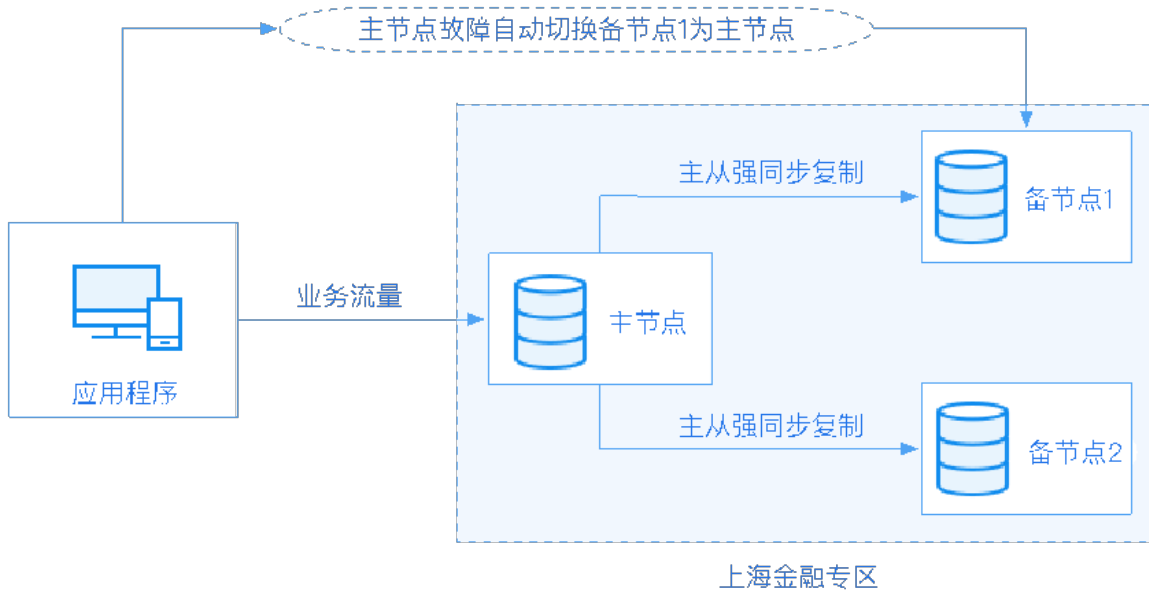 主节点故障自动切换备节点1为主节点
主从强同步复制
备节点1
业务流量
主节点
应用程序
主从强同步复制
备节点2
上海金融专区